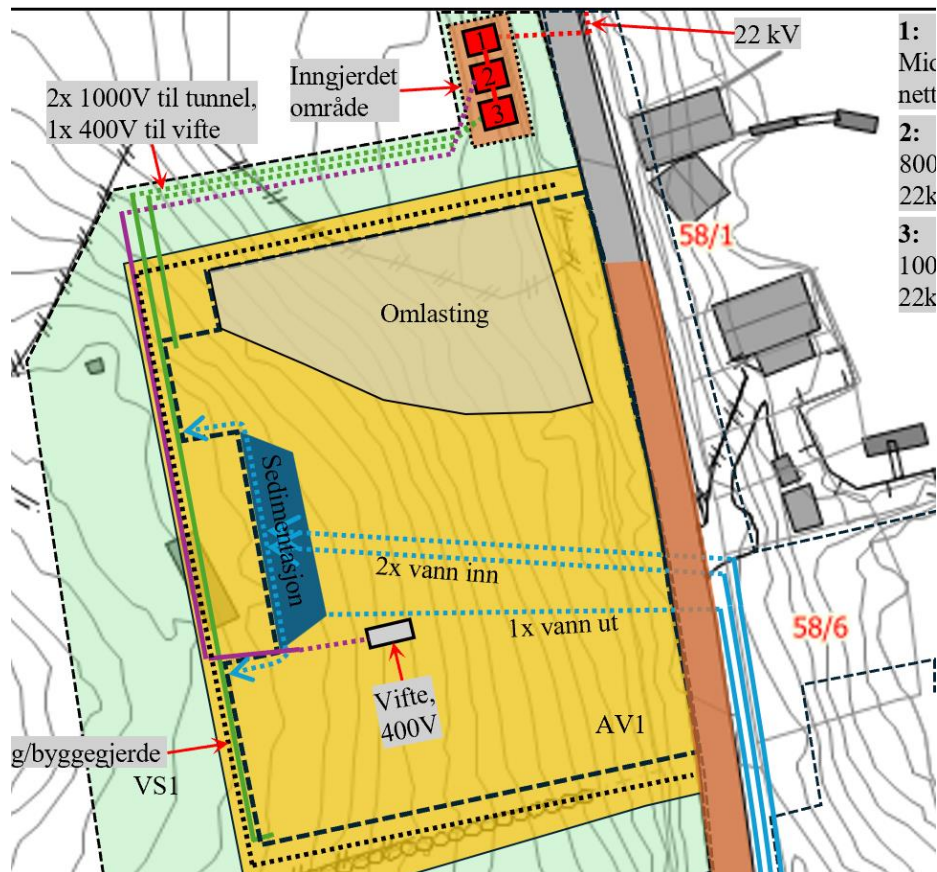 22 kV
1:
Mid
nett
2:
800
22k
3:
100
22k
1
2
3
Inngjerdet
område
2x 1000V til tunnel,
1x 400V til vifte
58/1
Omlasting
Sedimentasjon
2x vann inn
1x vann ut
58/6
Vifte,
400V
AV1
g/byggegjerde
VS1